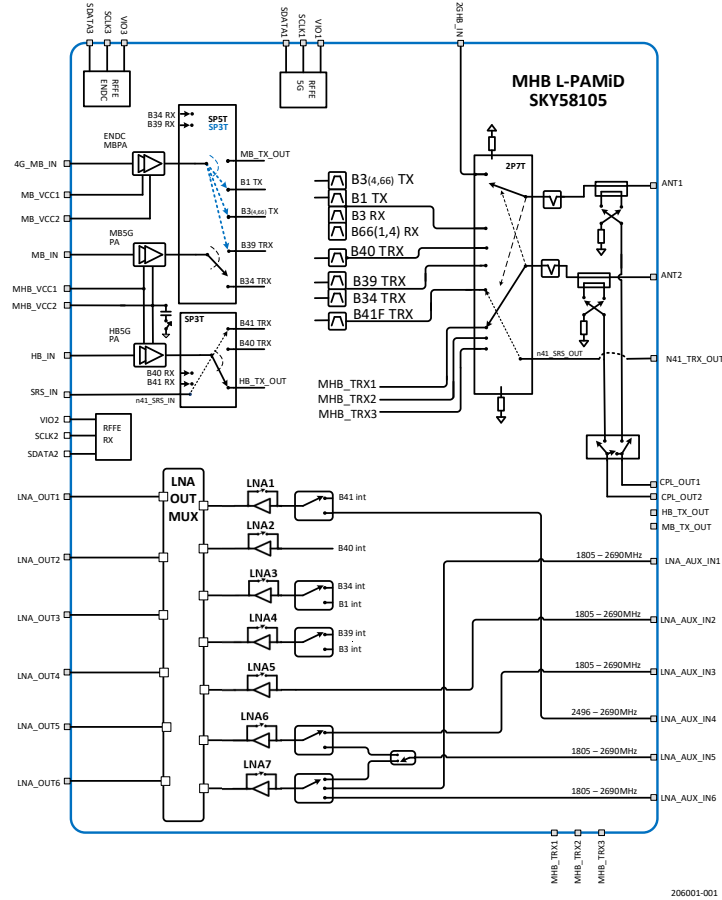 SDATA3
SCLK3
VIO3
SDATA1
SCLK1
VIO1
2GHB_IN
RFFE
ENDC
RFFE
5G
MHB L-PAMiD
SKY58105
B34 RX
B39 RX
SP5T
SP3T
2P7T
ENDC
MBPA
4G_MB_IN
MB_TX_OUT
B3(4,66) TX
ANT1
MB_VCC1
B1 TX
B1 TX
MB_VCC2
B3(4,66) TX
B3 RX
B66(1,4) RX
MB5G
PA
MB_IN
B39 TRX
B40 TRX
ANT2
MHB_VCC1
B34 TRX
B39 TRX
B34 TRX
MHB_VCC2
SP3T
B41 TRX
B41F TRX
HB5G
PA
B40 TRX
HB_IN
n41_SRS_OUT
N41_TRX_OUT
B40 RX
B41 RX
HB_TX_OUT
MHB_TRX1
SRS_IN
n41_SRS_IN
MHB_TRX2
MHB_TRX3
VIO2
SCLK2
SDATA2
RFFE
RX
LNA
OUT
MUX
CPL_OUT1
CPL_OUT2
HB_TX_OUT
MB_TX_OUT
LNA_OUT1
LNA1
B41 int
LNA2
B40 int
LNA_OUT2
1805 – 2690MHz
LNA_AUX_IN1
LNA3
B34 int
B1 int
LNA_OUT3
LNA4
B39 int
B3 int
1805 – 2690MHz
LNA_AUX_IN2
LNA_OUT4
LNA5
1805 – 2690MHz
LNA_AUX_IN3
LNA_OUT5
LNA6
2496 – 2690MHz
LNA_AUX_IN4
1805 – 2690MHz
LNA_AUX_IN5
LNA_OUT6
LNA7
1805 – 2690MHz
LNA_AUX_IN6
MHB_TRX1
MHB_TRX2
MHB_TRX3
206001-001